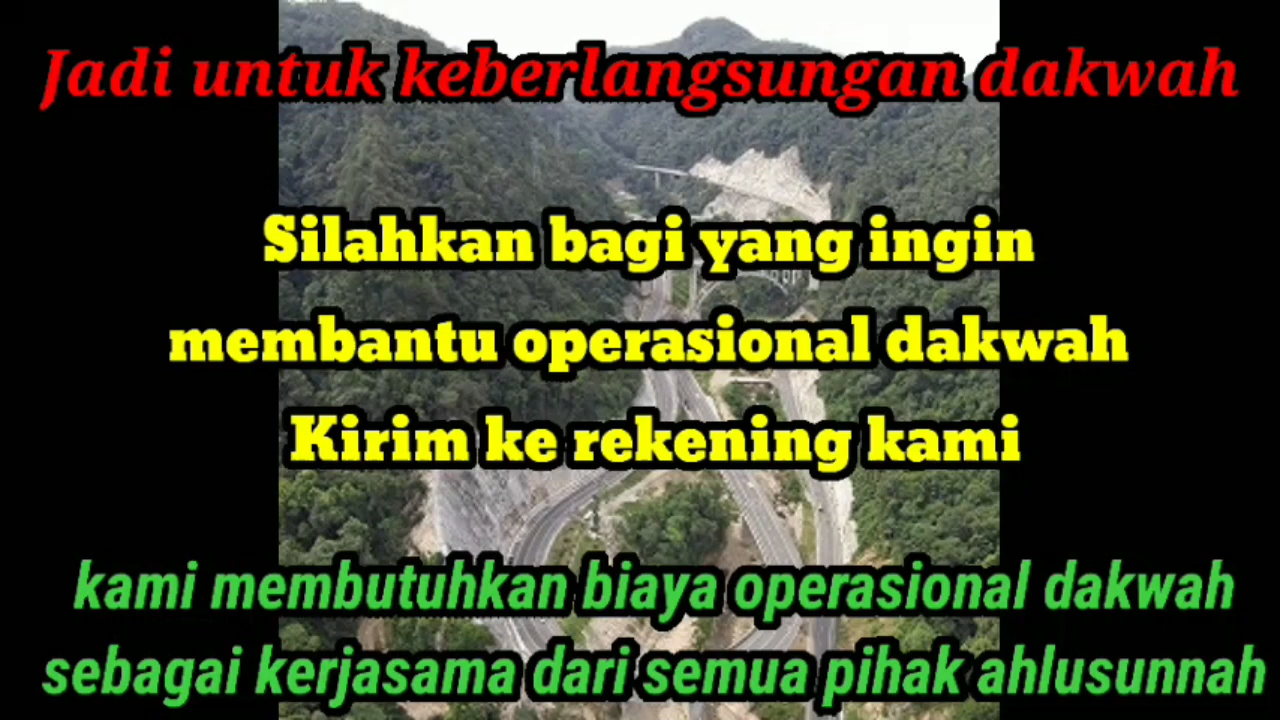 Jadi untuk keberlangsungan dakwah
Silahkan bagi yang ingin
membantu operasional dakwah
Kirim ke rekening kami
kami membutuhkan biaya operasional dakwah
sebagai kerjasama dari semua pihak ahlusunnah